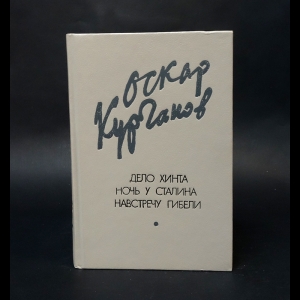 Оскар
Курганов
ДЕЛО ХИНТА
НОЧЬ У СТАЛИНА
НАВСТРЕЧУ ГИБЕЛИ